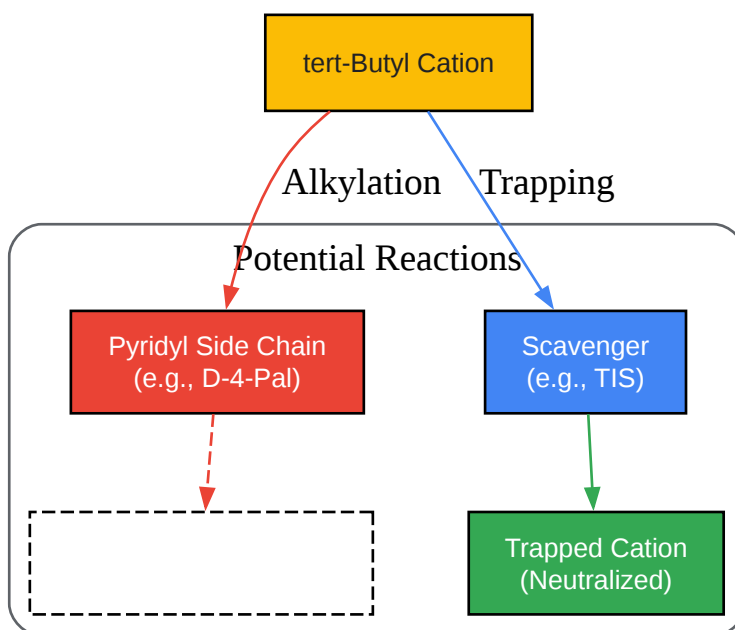 tert-Butyl Cation
Alkylation
Trapping
Potential Reactions
Pyridyl Side Chain
(e.g., D-4-Pal)
Scavenger
(e.g., TIS)
Trapped Cation
(Neutralized)